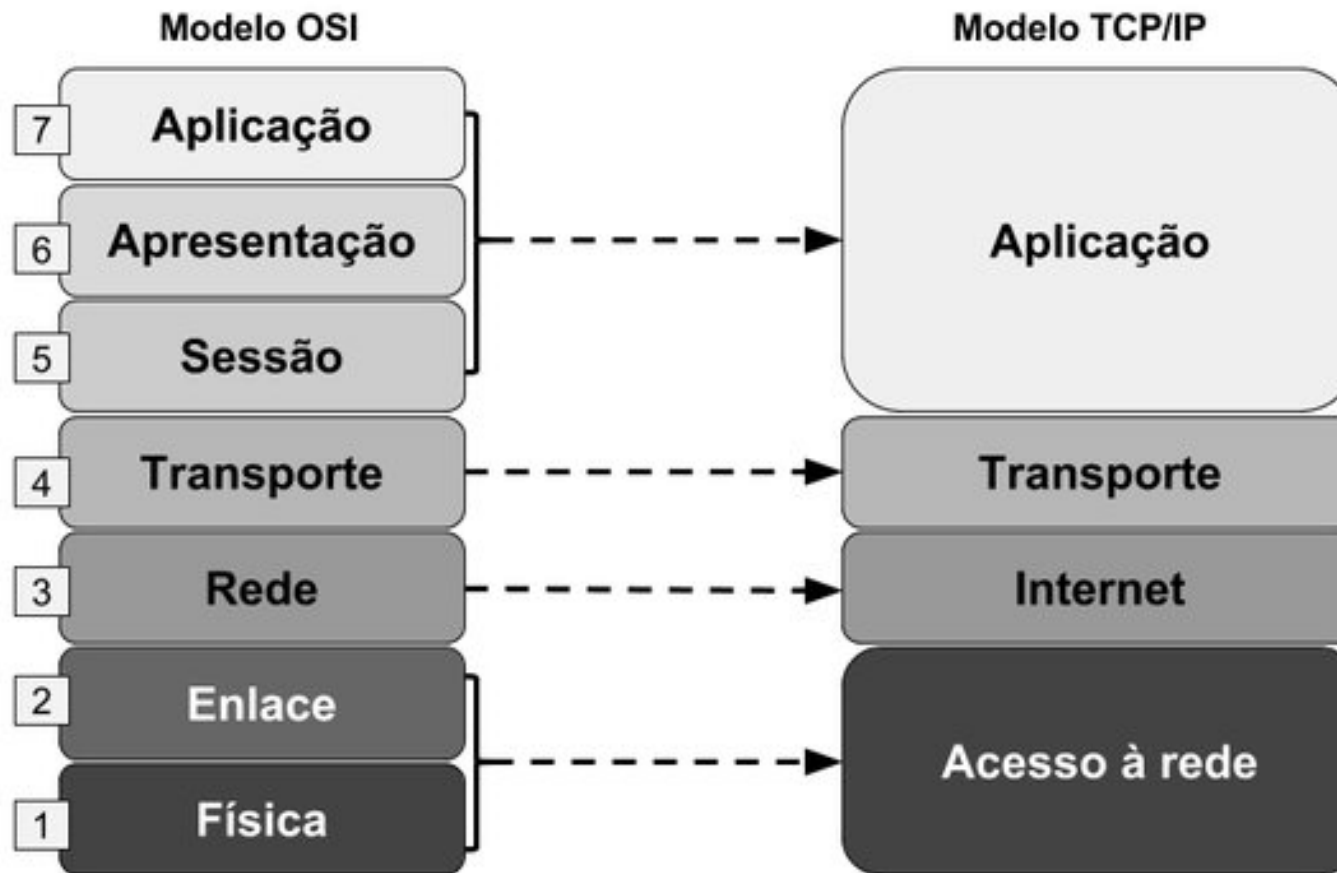 Modelo OSI
7
Aplicação
6
Apresentação
5
Sessão
4
Transporte
3
Rede
2
Enlace
1
Física
Modelo TCP/IP
Aplicação
Transporte
Internet
Acesso à rede